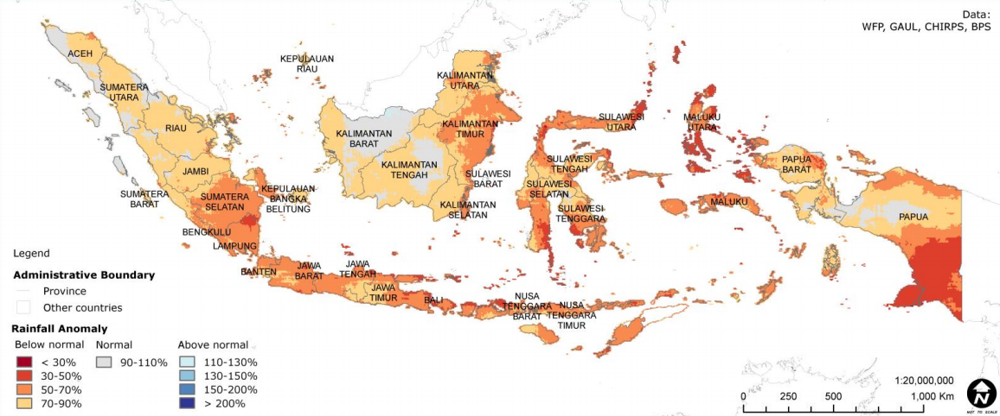 Data:
WFP, GAUL, CHIRPS, BPS
ACEH
SUMATERA
UTARA
RIAU
KEPULAUAN
RIAU
JAMBI
SUMATERA
BARAT
SUMATERA
SELATAN
KEPULAUAN
BANGKA
BELITUNG
BENGKULU
LAMPUNG
BANTEN
JAWA
BARAT
JAWA
TENGAH
JAWA
TIMUR
BALI
NUSA
TENGGARA
BARAT
NUSA
TENGGARA
TIMUR
KALIMANTAN
UTARA
KALIMANTAN
BARAT
KALIMANTAN
TIMUR
KALIMANTAN
TENGAH
KALIMANTAN
SELATAN
SULAWESI
UTARA
SULAWESI
TENGAH
SULAWESI
BARAT
SULAWESI
SELATAN
SULAWESI
TENGGARA
MALUKU
UTARA
MALUKU
PAPUA
BARAT
PAPUA
Legend
Administrative Boundary
Province
Other countries
Rainfall Anomaly
Below normal Normal Above normal
< 30% 90-110% 110-130%
30-50% 130-150%
50-70% 150-200%
70-90% > 200%
1:20,000,000
0 250 500 1,000 Km
N
NOT TO SCALE